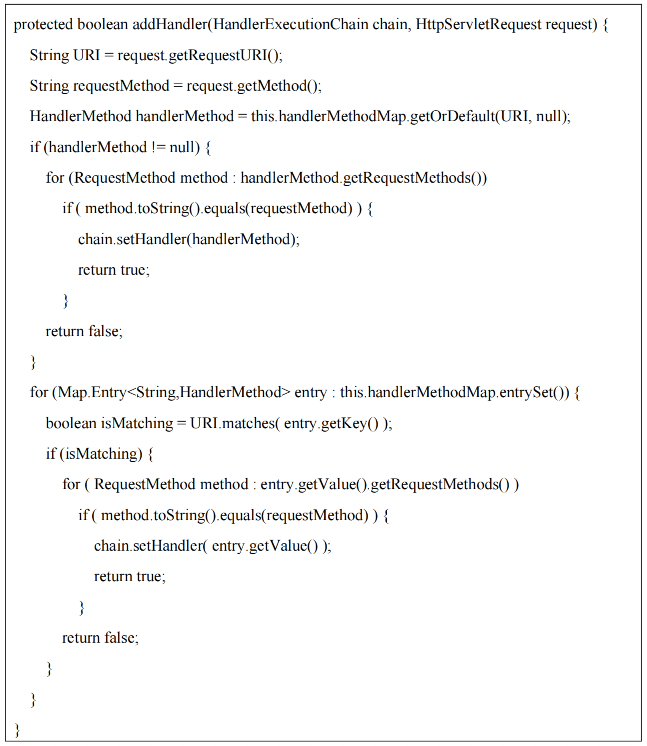 protected boolean addHandler(HandlerExecutionChain chain, HttpServletRequest request) {
String URI = request.getRequestURI();
String requestMethod = request.getMethod();
HandlerMethod handlerMethod = this.handlerMethodMap.getOrDefault(URI, null);
if (handlerMethod != null) {
for (RequestMethod method : handlerMethod.getRequestMethods())
if ( method.toString().equals(requestMethod) ) {
chain.setHandler(handlerMethod);
return true;
}
return false;
}
for (Map.Entry<String,HandlerMethod> entry : this.handlerMethodMap.entrySet()) {
boolean isMatching = URI.matches( entry.getKey() );
if (isMatching) {
for ( RequestMethod method : entry.getValue().getRequestMethods() )
if ( method.toString().equals(requestMethod) ) {
chain.setHandler( entry.getValue() );
return true;
}
return false;
}
}
}